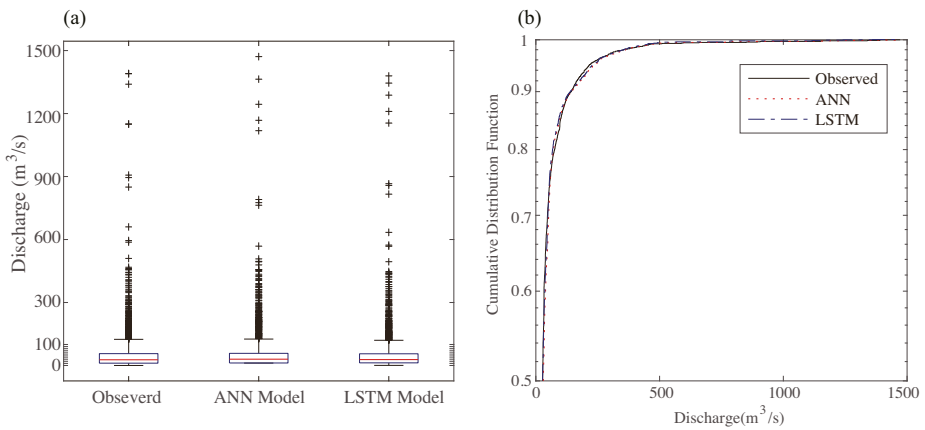 (a)
1500
1200
900
600
300
100
0
Discharge (m³/s)
Obseverd
ANN Model
LSTM Model
(b)
1
0.9
0.8
0.7
0.6
0.5
Cumulative Distribution Function
Observed
ANN
LSTM
0
500
1000
1500
Discharge(m³/s)